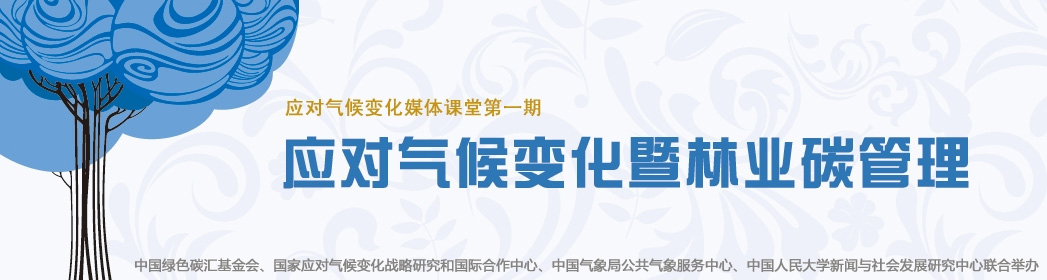 应对气候变化媒体课堂第一期
应对气候变化暨林业碳管理
中国绿色碳汇基金会、国家应对气候变化战略研究和国际合作中心、中国气象局公共气象服务中心、中国人民大学新闻与社会发展研究中心联合举办